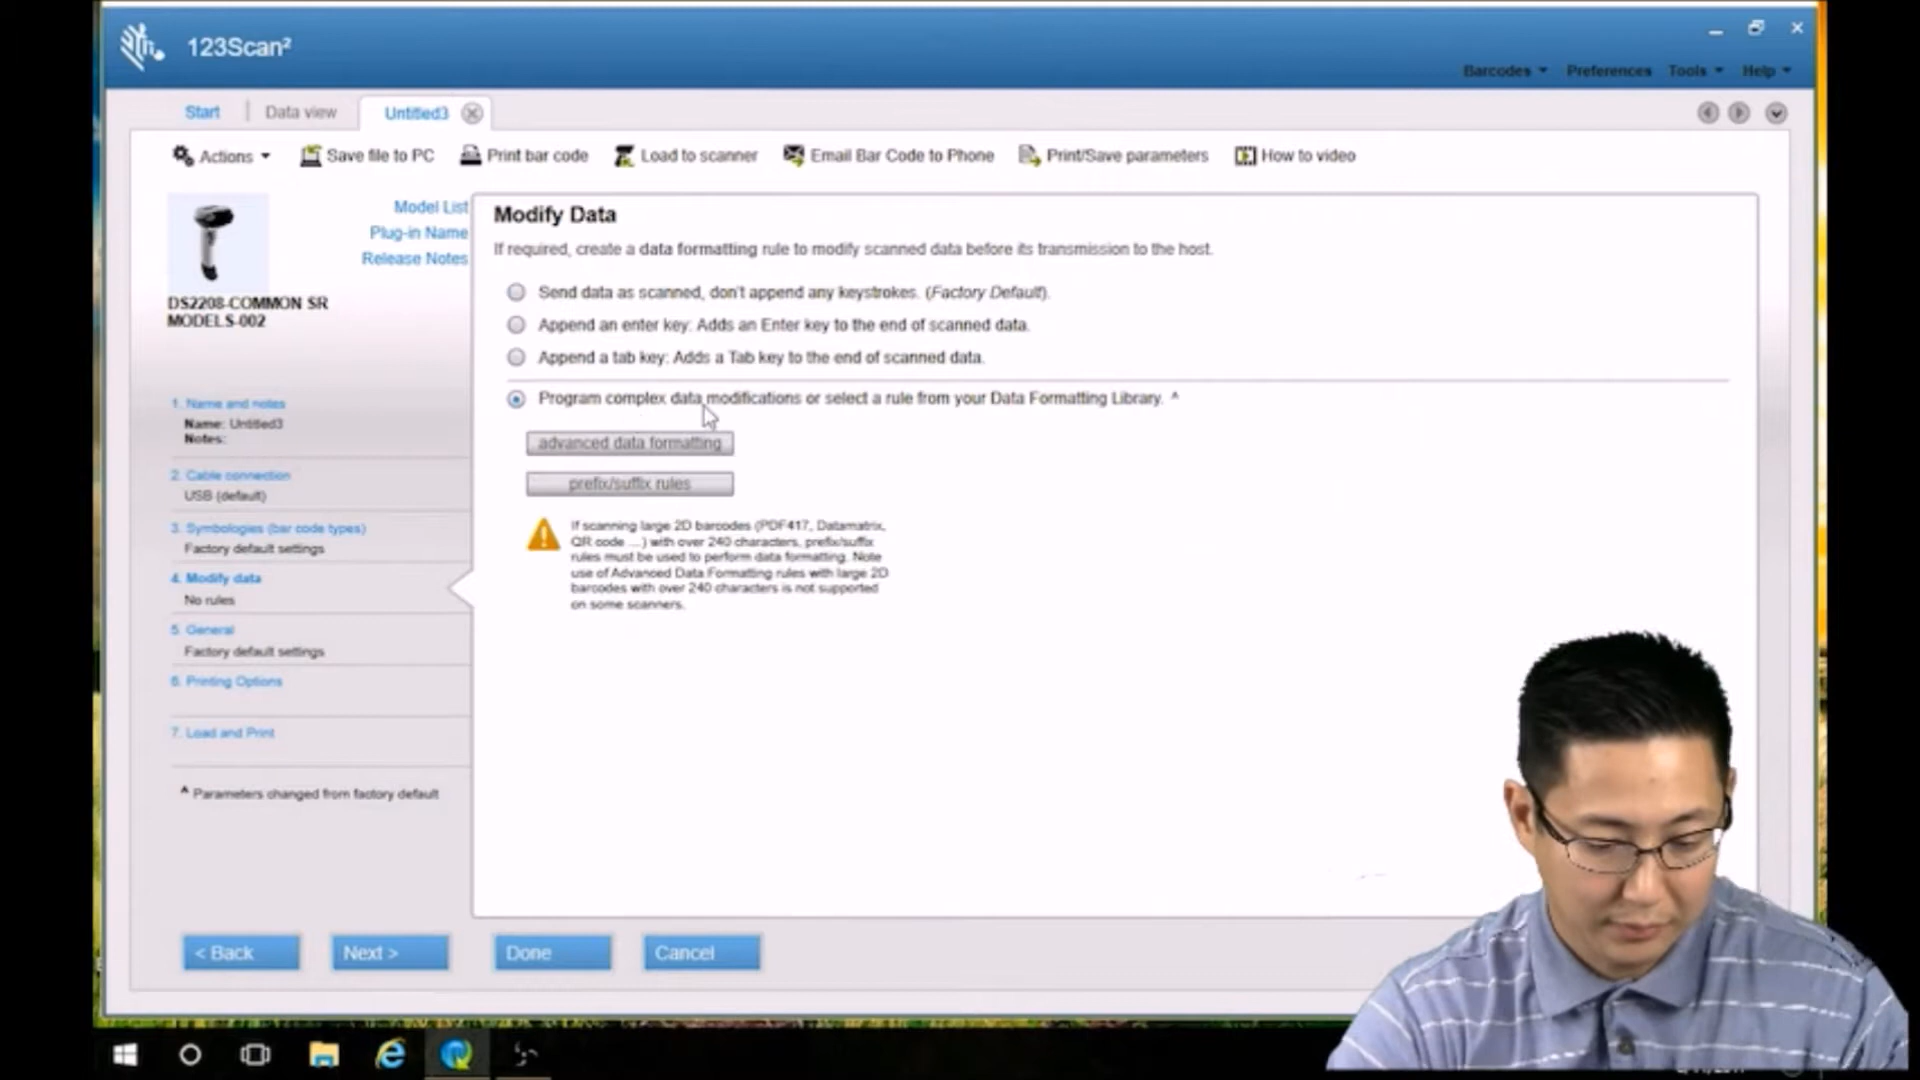 123Scan²
Barcodes
Preferences
Tools
Help
Start
Data view
Untitled3
Actions
Save file to PC
Print bar code
Load to scanner
Email Bar Code to Phone
Print/Save parameters
How to video
Model List
Plug-in Name
Release Notes
DS2208-COMMON SR
MODELS-002
1. Name and notes
Name: Untitled3
Notes:
2. Cable connection
USB (default)
3. Symbologies (bar code types)
Factory default settings
4. Modify data
No rules
5. General
Factory default settings
6. Printing Options
7. Load and Print
^ Parameters changed from factory default
Modify Data
If required, create a data formatting rule to modify scanned data before its transmission to the host.
Send data as scanned, don't append any keystrokes. (Factory Default).
Append an enter key: Adds an Enter key to the end of scanned data.
Append a tab key: Adds a Tab key to the end of scanned data.
Program complex data modifications or select a rule from your Data Formatting Library. ^
advanced data formatting
prefix/suffix rules
If scanning large 2D barcodes (PDF417, Datamatrix,
QR code ...) with over 240 characters, prefix/suffix
rules must be used to perform data formatting. Note
use of Advanced Data Formatting rules with large 2D
barcodes with over 240 characters is not supported
on some scanners.
< Back
Next >
Done
Cancel